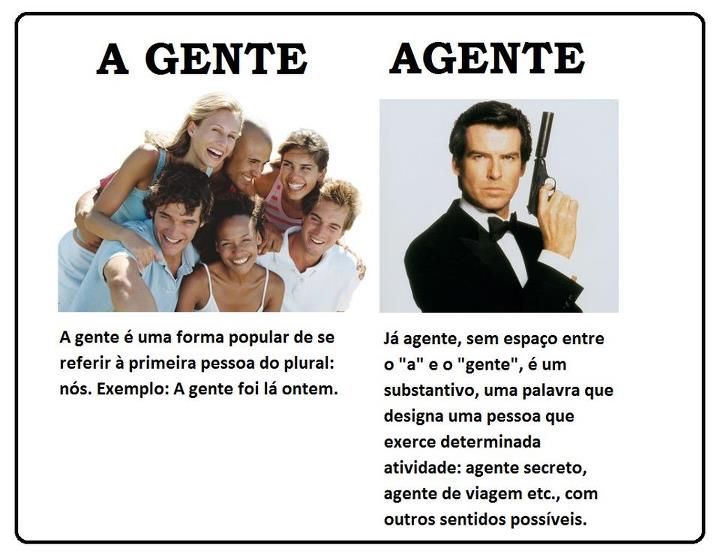 A GENTE
AGENTE
A gente é uma forma popular de se
referir à primeira pessoa do plural:
nós. Exemplo: A gente foi lá ontem.
Já agente, sem espaço entre
o "a" e o "gente", é um
substantivo, uma palavra que
designa uma pessoa que
exerce determinada
atividade: agente secreto,
agente de viagem etc., com
outros sentidos possíveis.